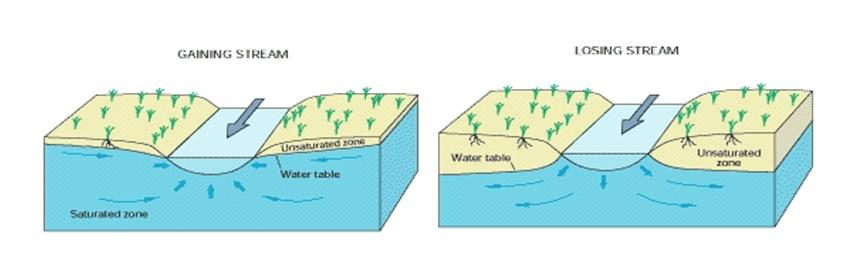 GAINING STREAM
Unsaturated zone
Water table
Saturated zone
LOSING STREAM
Water table
Unsaturated
zone